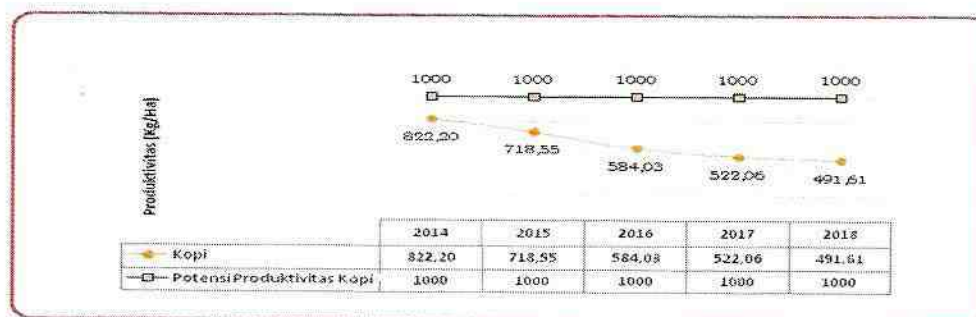 Produktivitas [Kg/Ha]
1000 1000 1000 1000 1000
822,20 718,55 584,03 522,06 491,61
2014 2015 2016 2017 2018
Kopi 822,20 718,55 584,03 522,06 491,61
Potensi Produktivitas Kopi 1000 1000 1000 1000 1000